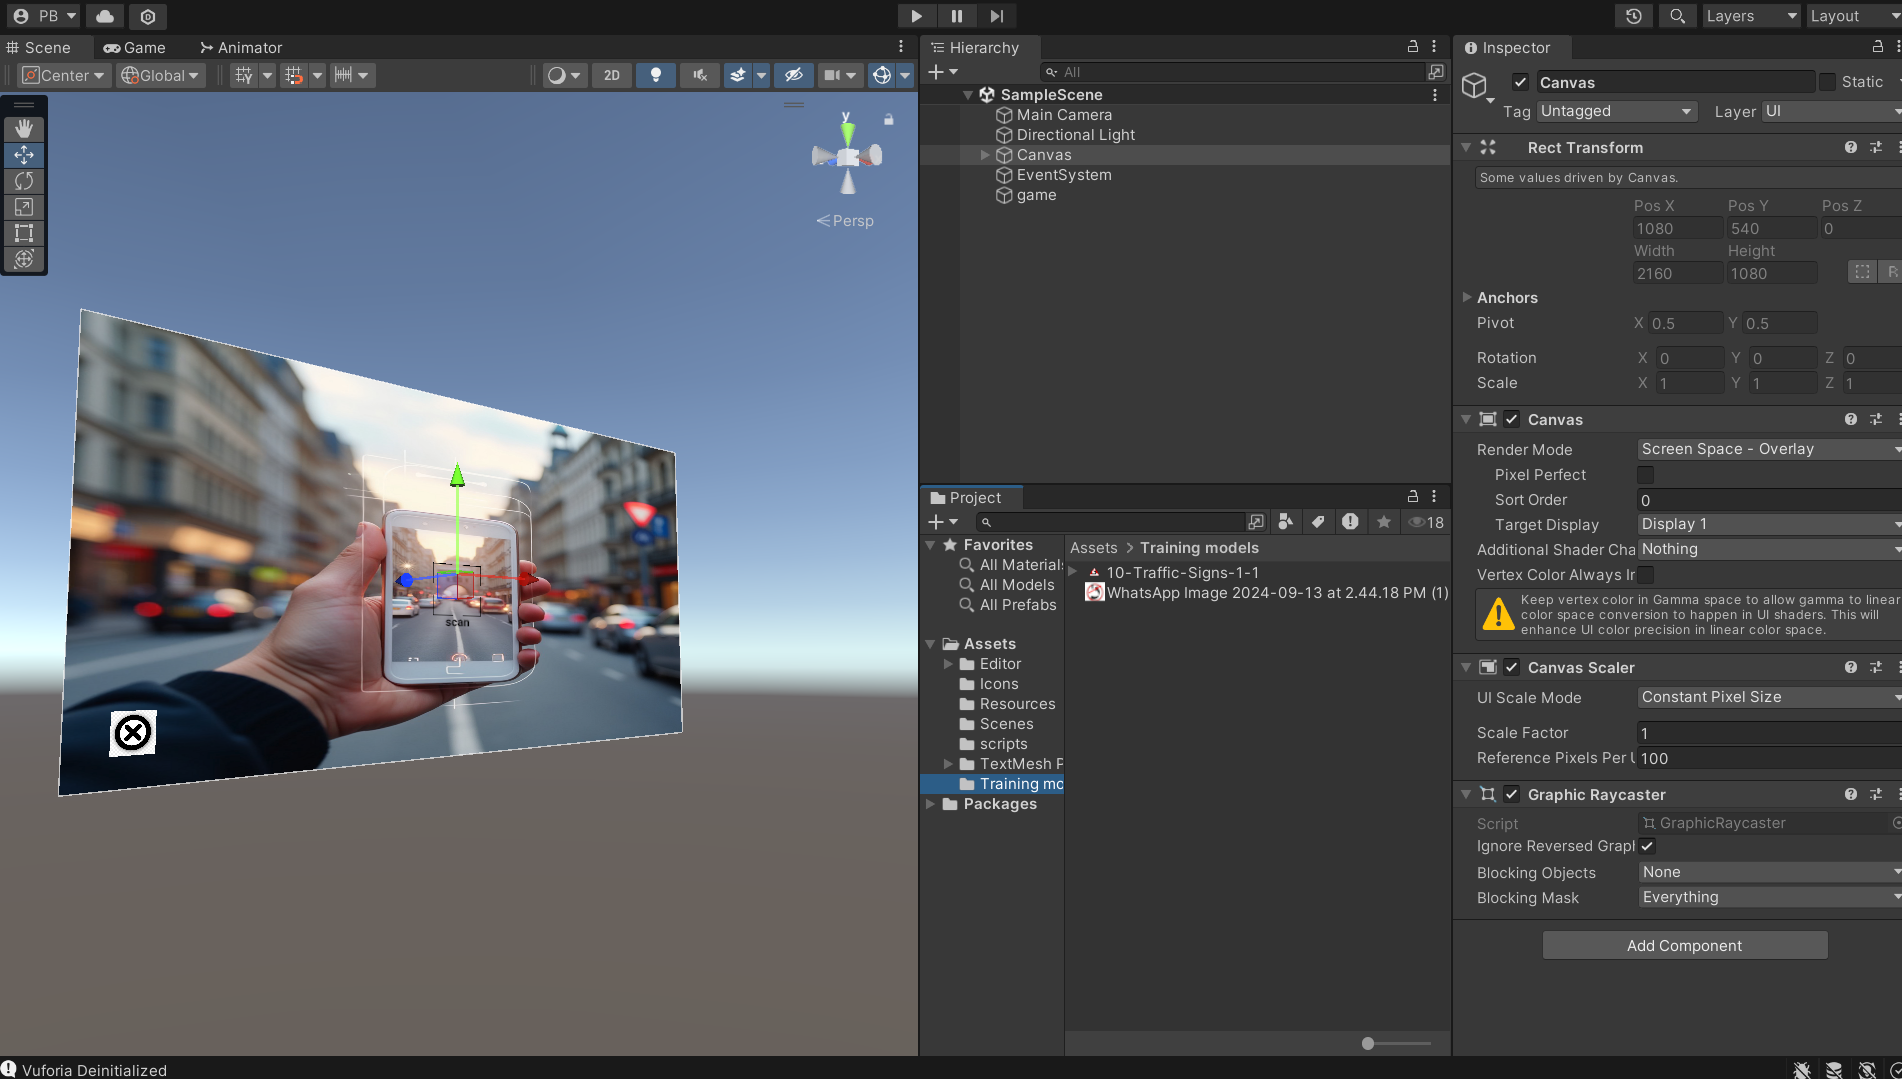 PB
Layers
Layout
Scene
Game
Animator
Center
Global
2D
y
Persp
scan
Vuforia Deinitialized
Hierarchy
All
SampleScene
Main Camera
Directional Light
Canvas
EventSystem
game
Project
18
Favorites
All Materials
All Models
All Prefabs
Assets
Editor
Icons
Resources
Scenes
scripts
TextMesh P
Training mo
Packages
Assets > Training models
10-Traffic-Signs-1-1
WhatsApp Image 2024-09-13 at 2.44.18 PM (1)
Inspector
Canvas
Static
Tag Untagged Layer UI
Rect Transform
Some values driven by Canvas.
Pos X Pos Y Pos Z
1080 540 0
Width Height
2160 1080
R
Anchors
Pivot X 0.5 Y 0.5
Rotation X 0 Y 0 Z 0
Scale X 1 Y 1 Z 1
Canvas
Render Mode Screen Space - Overlay
Pixel Perfect
Sort Order 0
Target Display Display 1
Additional Shader Cha Nothing
Vertex Color Always Ir
Keep vertex color in Gamma space to allow gamma to linear
color space conversion to happen in UI shaders. This will
enhance UI color precision in linear color space.
Canvas Scaler
UI Scale Mode Constant Pixel Size
Scale Factor 1
Reference Pixels Per U 100
Graphic Raycaster
Script GraphicRaycaster
Ignore Reversed Graph
Blocking Objects None
Blocking Mask Everything
Add Component